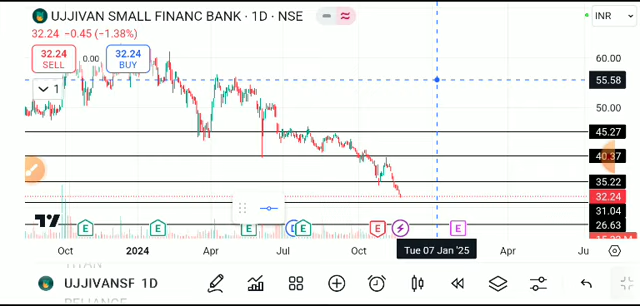 UJJIVAN SMALL FINANC BANK · 1D · NSE
INR
32.24 −0.45 (−1.38%)
32.24 SELL
0.00
32.24 BUY
1
60.00
55.58
50.00
45.27
40.37
35.22
32.24
31.04
26.63
E E E D E E E
Oct 2024 Apr Jul Oct Tue 07 Jan '25 Apr Ju
UJJIVANSF 1D